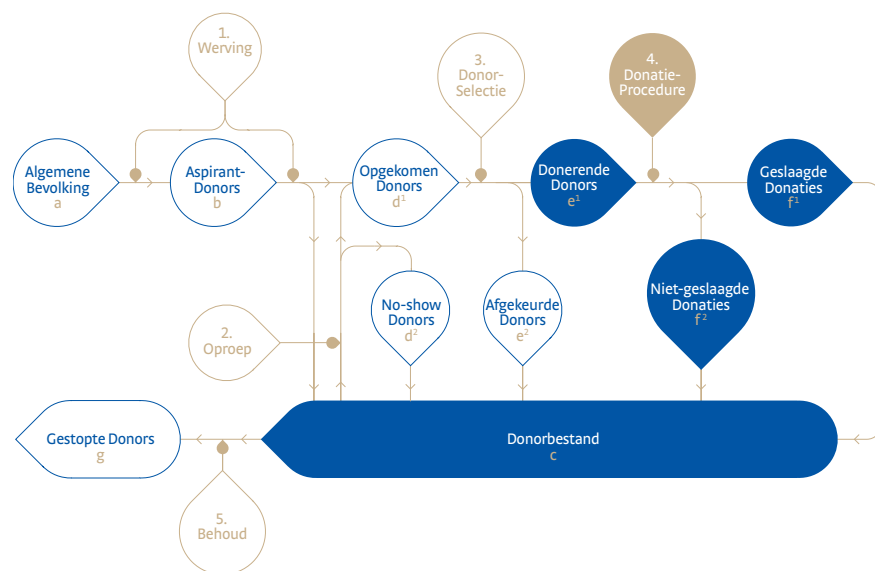 1.
Werving
3.
Donor-
Selectie
4.
Donatie-
Procedure
Algemene
Bevolking
a
Aspirant-
Donors
b
Opgekomen
Donors
d¹
Donerende
Donors
e¹
Geslaagde
Donaties
f¹
No-show
Donors
d²
Afgekeurde
Donors
e²
Niet-geslaagde
Donaties
f²
2.
Oproep
Gestopte Donors
g
Donorbestand
c
5.
Behoud